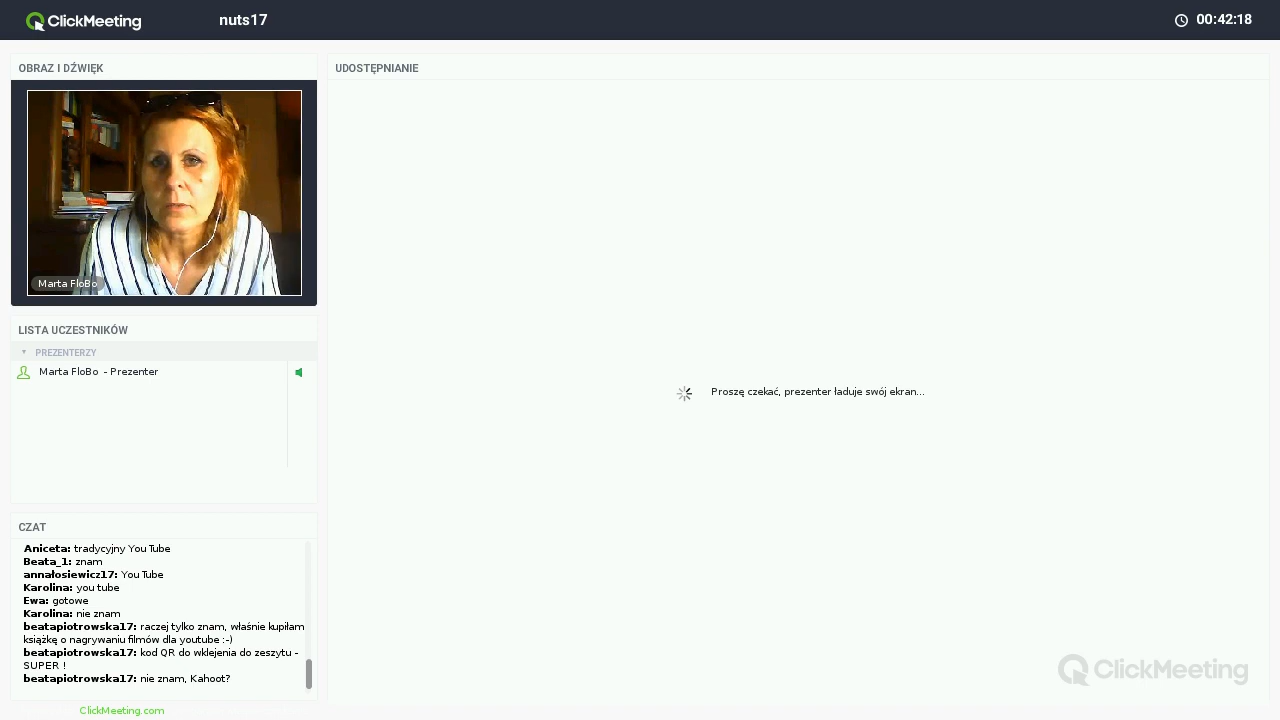 ClickMeeting
nuts17
00:42:18
OBRAZ I DŹWIĘK
UDOSTĘPNIANIE
Marta FloBo
LISTA UCZESTNIKÓW
PREZENTERZY
Marta FloBo - Prezenter
Proszę czekać, prezenter ładuje swój ekran...
CZAT
Aniceta: tradycyjny You Tube
Beata_1: znam
annałosiewicz17: You Tube
Karolina: you tube
Ewa: gotowe
Karolina: nie znam
beatapiotrowska17: raczej tylko znam, właśnie kupiłam
książkę o nagrywaniu filmów dla youtube :-)
beatapiotrowska17: kod QR do wklejenia do zeszytu -
SUPER !
beatapiotrowska17: nie znam, Kahoot?
ClickMeeting
ClickMeeting.com